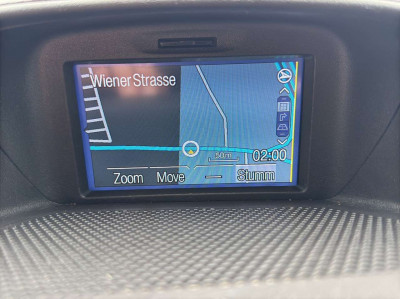 Wiener Strasse
50m
02:00
Zoom Move Stumm